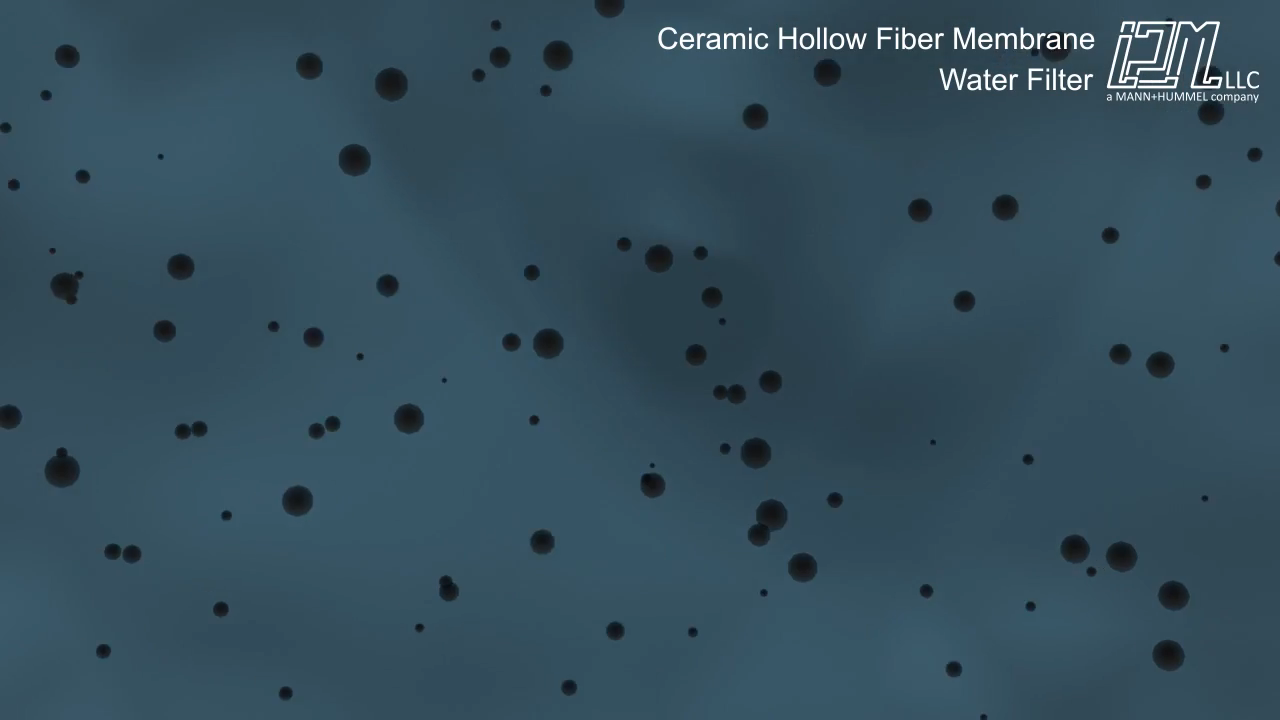 Ceramic Hollow Fiber Membrane
Water Filter
i2M LLC
a MANN+HUMMEL company